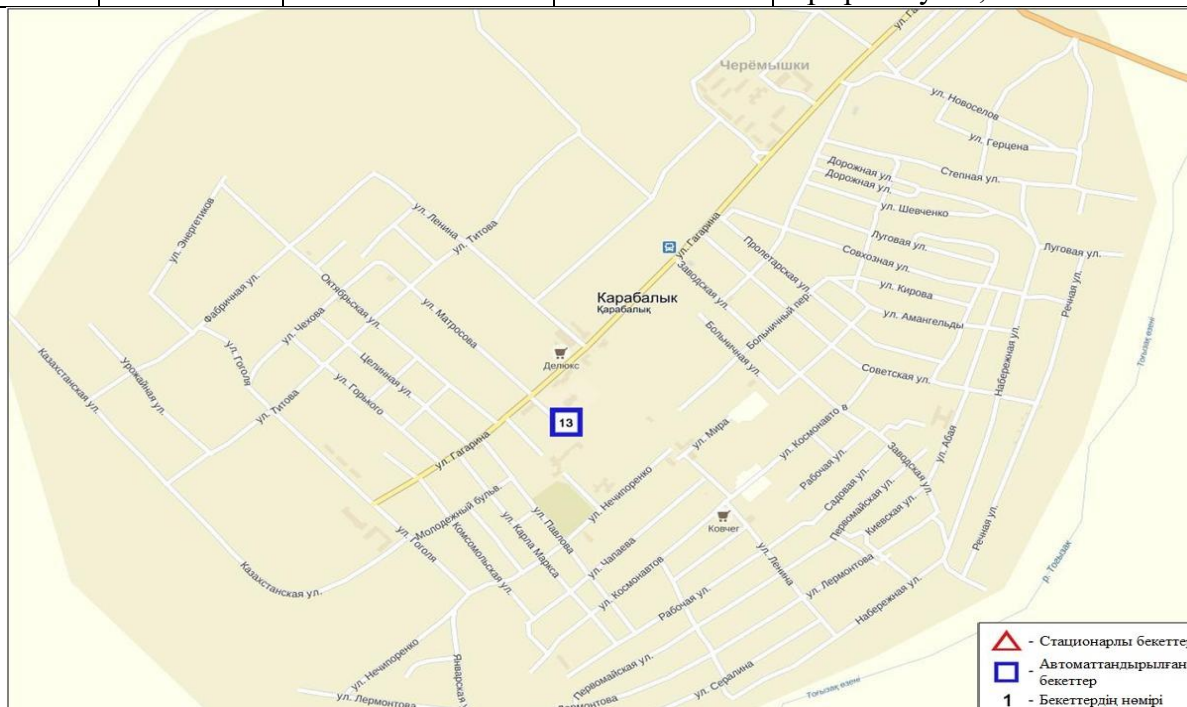 Черёмышки
ул. Новоселов
ул. Герцена
Степная ул.
Дорожная ул.
Дорожная ул.
ул. Шевченко
ул. Гагарина
Луговая ул.
Луговая ул.
Совхозная ул.
ул. Кирова
ул. Амангельды
Советская ул.
Речная ул.
Набережная ул.
Пролетарская ул.
Заводская ул.
Больничный пер.
Больничная ул.
ул. Энергетиков
ул. Ленина
ул. Титова
Фабричная ул.
Октябрьская ул.
ул. Чехова
ул. Матросова
Карабалык
Қарабалық
Делюкс
Казахстанская ул.
Урожайная ул.
ул. Гоголя
Целинная ул.
ул. Горького
ул. Титова
13
ул. Гагарина
ул. Мира
ул. Космонавто в
ул. Нечипоренко
Рабочая ул.
Садовая ул.
Первомайская ул.
Киевская ул.
Заводская ул.
ул. Абая
Речная ул.
Тоғызақ өзені
р. Тогызак
Молодежный бульв.
ул. Павлова
ул. Карла Маркса
Комсомольская ул.
ул. Гоголя
Казахстанская ул.
Ковчег
ул. Ленина
ул. Чапаева
ул. Космонавтов
Рабочая ул.
ул. Лермонтова
Набережная ул.
ул. Нечипоренко
Январская ул.
ул. Лермонтова
Первомайская ул.
Лермонтова
ул. Сералина
Тоғызақ өзені
- Стационарлы бекеттер
- Автоматтандырылған
бекеттер
1 - Бекеттердің нөмірі